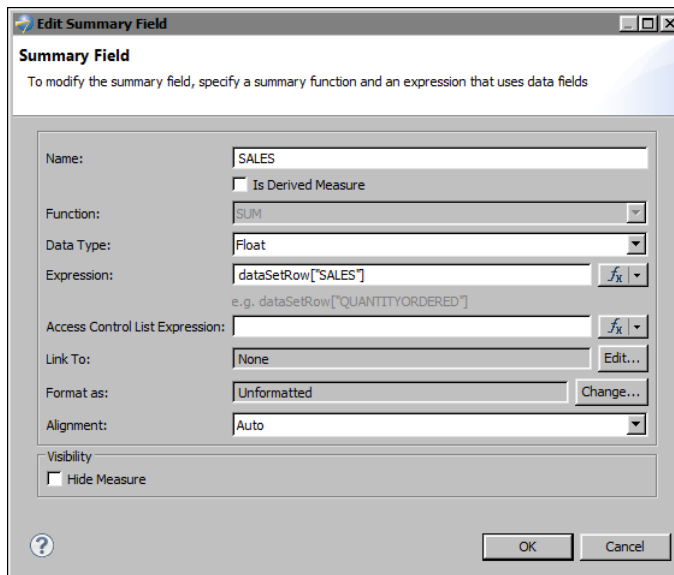 Edit Summary Field
Summary Field
To modify the summary field, specify a summary function and an expression that uses data fields
Name: SALES
Is Derived Measure
Function: SUM
Data Type: Float
Expression: dataSetRow["SALES"] fx
e.g. dataSetRow["QUANTITYORDERED"]
Access Control List Expression: fx
Link To: None Edit...
Format as: Unformatted Change...
Alignment: Auto
Visibility
Hide Measure
? OK Cancel